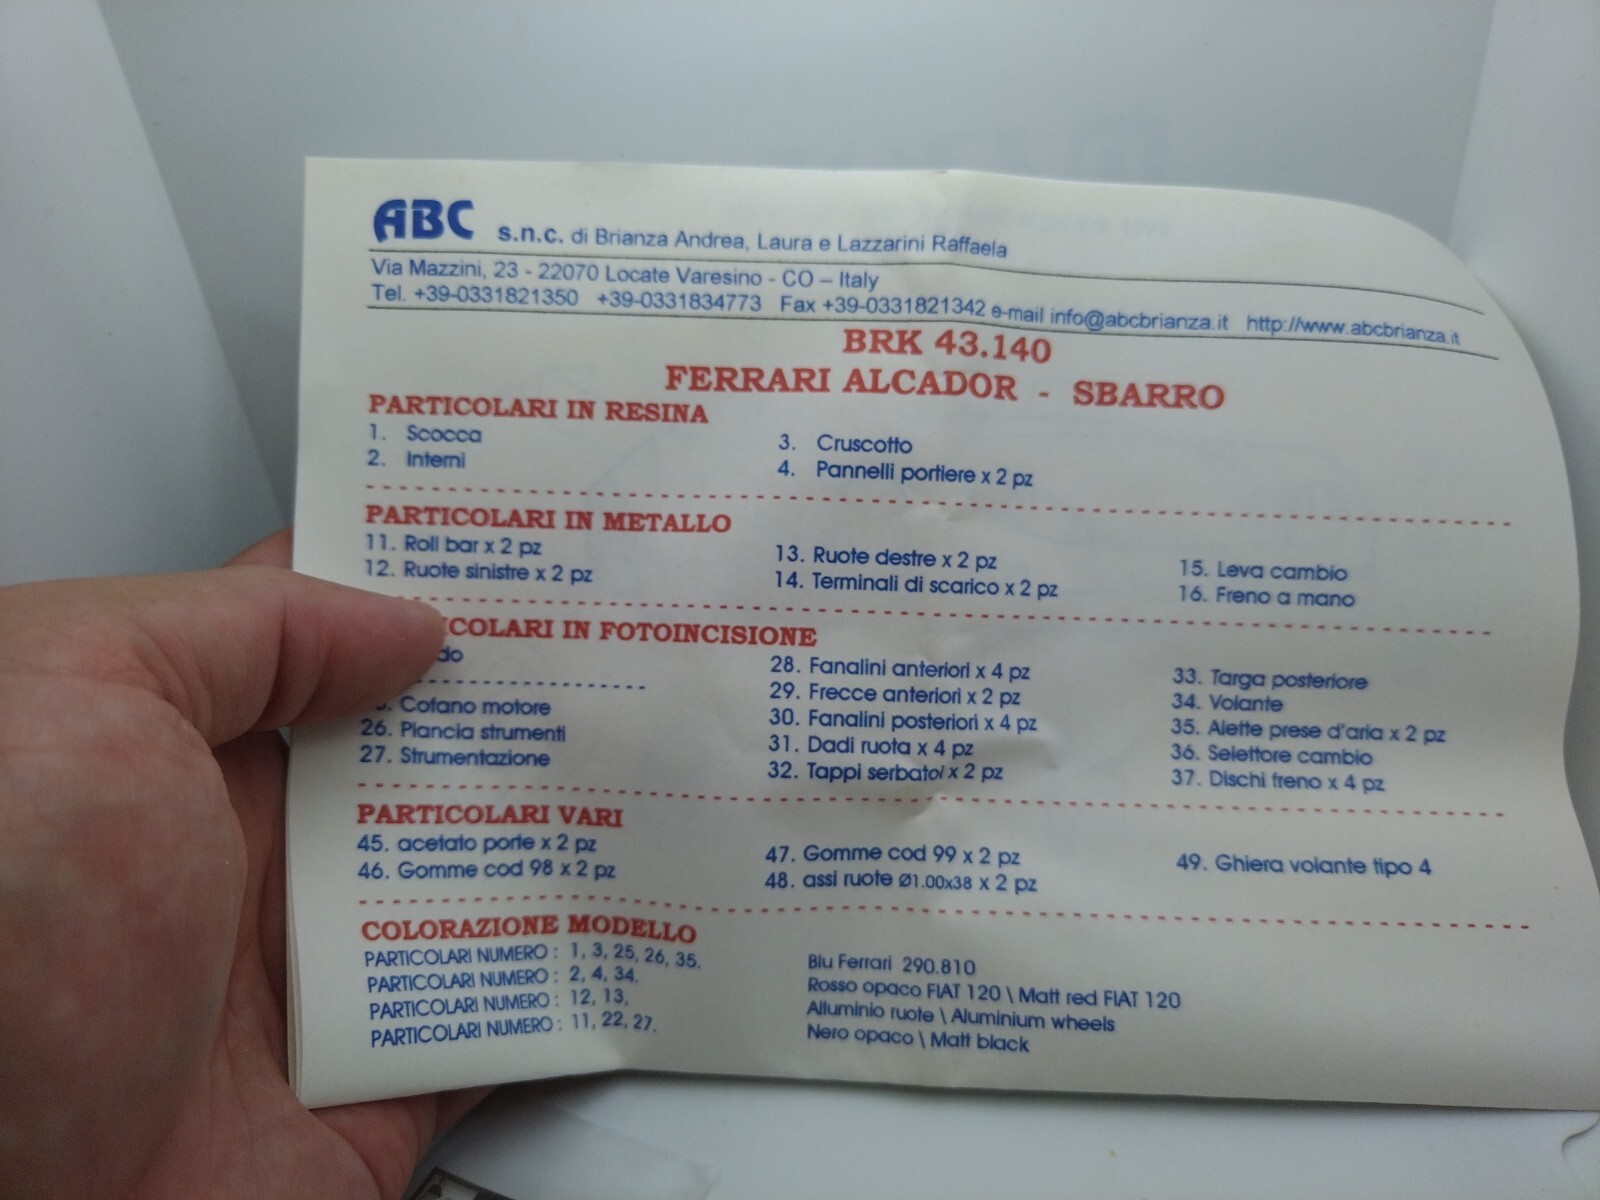 ABC s.n.c. di Brianza Andrea, Laura e Lazzarini Raffaela
Via Mazzini, 23 - 22070 Locate Varesino - CO – Italy
Tel. +39-0331821350 +39-0331834773 Fax +39-0331821342 e-mail info@abcbrianza.it http://www.abcbrianza.it
BRK 43.140
FERRARI ALCADOR - SBARRO
PARTICOLARI IN RESINA
1. Scocca
2. Interni
3. Cruscotto
4. Pannelli portiere x 2 pz
PARTICOLARI IN METALLO
11. Roll bar x 2 pz
12. Ruote sinistre x 2 pz
13. Ruote destre x 2 pz
14. Terminali di scarico x 2 pz
15. Leva cambio
16. Freno a mano
ICOLARI IN FOTOINCISIONE
do
Cofano motore
26. Plancia strumenti
27. Strumentazione
28. Fanalini anteriori x 4 pz
29. Frecce anteriori x 2 pz
30. Fanalini posteriori x 4 pz
31. Dadi ruota x 4 pz
32. Tappi serbatoi x 2 pz
33. Targa posteriore
34. Volante
35. Alette prese d'aria x 2 pz
36. Selettore cambio
37. Dischi freno x 4 pz
PARTICOLARI VARI
45. acetato porte x 2 pz
46. Gomme cod 98 x 2 pz
47. Gomme cod 99 x 2 pz
48. assi ruote Ø1.00x38 x 2 pz
49. Ghiera volante tipo 4
COLORAZIONE MODELLO
PARTICOLARI NUMERO : 1, 3, 25, 26, 35. Blu Ferrari 290.810
PARTICOLARI NUMERO : 2, 4, 34. Rosso opaco FIAT 120 \ Matt red FIAT 120
PARTICOLARI NUMERO : 12, 13, Alluminio ruote \ Aluminium wheels
PARTICOLARI NUMERO : 11, 22, 27. Nero opaco \ Matt black